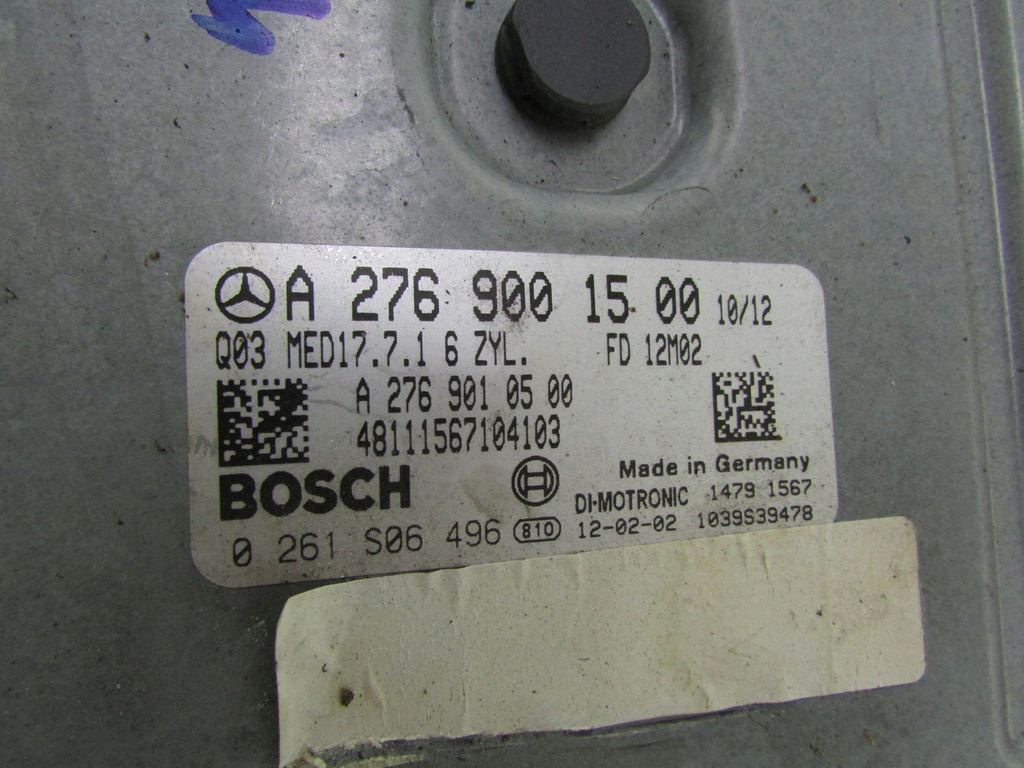 A 276 900 15 00 10/12
Q03 MED17.7.1 6 ZYL. FD 12M02
A 276 901 05 00
48111567104103
BOSCH
Made in Germany
DI-MOTRONIC 1479 1567
0 261 S06 496 810 12-02-02 1039S39478